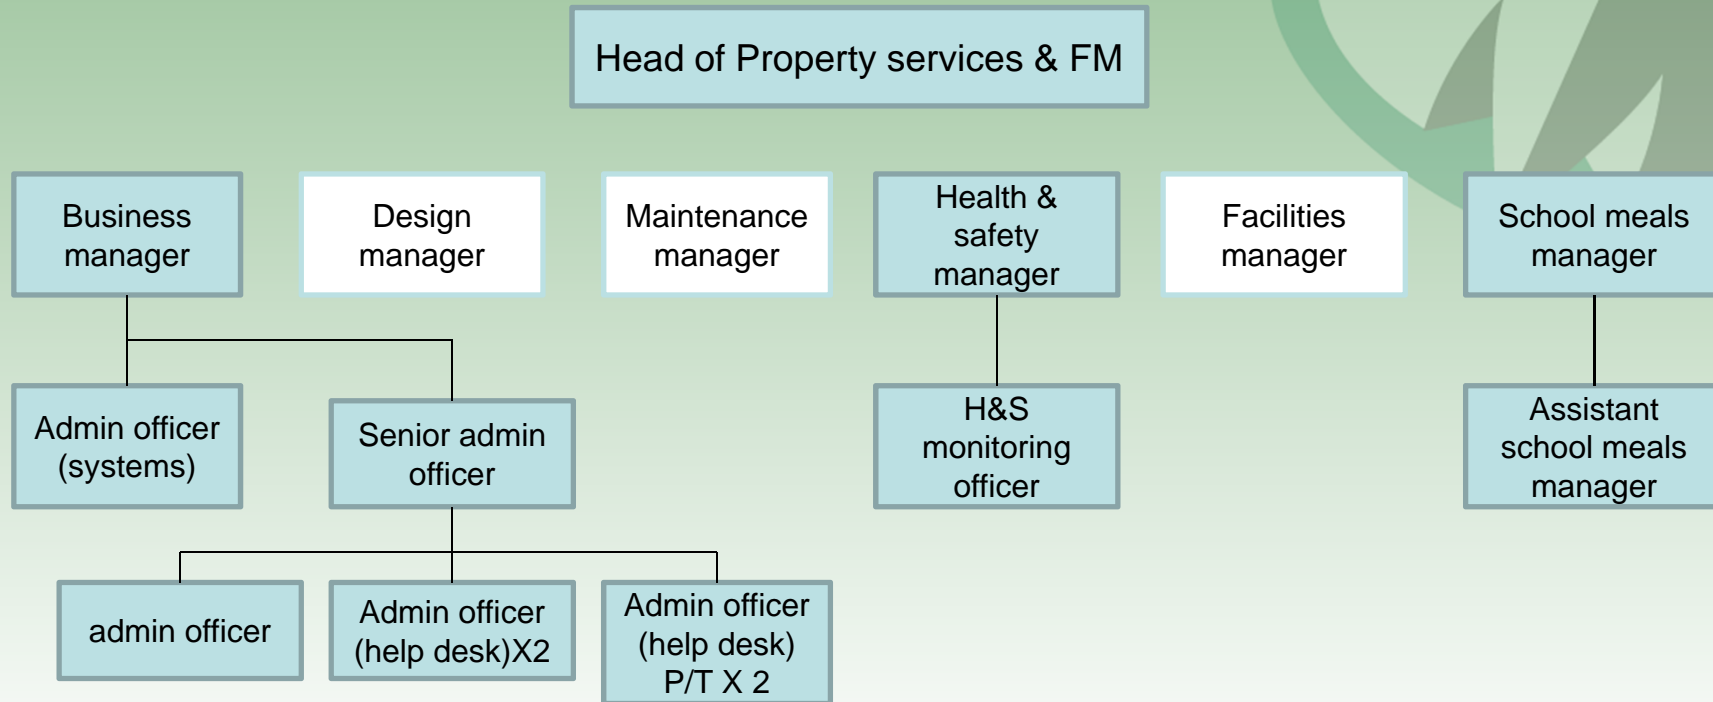 Head of Property services & FM
Business
manager
Design
manager
Maintenance
manager
Health &
safety
manager
Facilities
manager
School meals
manager
Admin officer
(systems)
Senior admin
officer
H&S
monitoring
officer
Assistant
school meals
manager
admin officer
Admin officer
(help desk)X2
Admin officer
(help desk)
P/T X 2